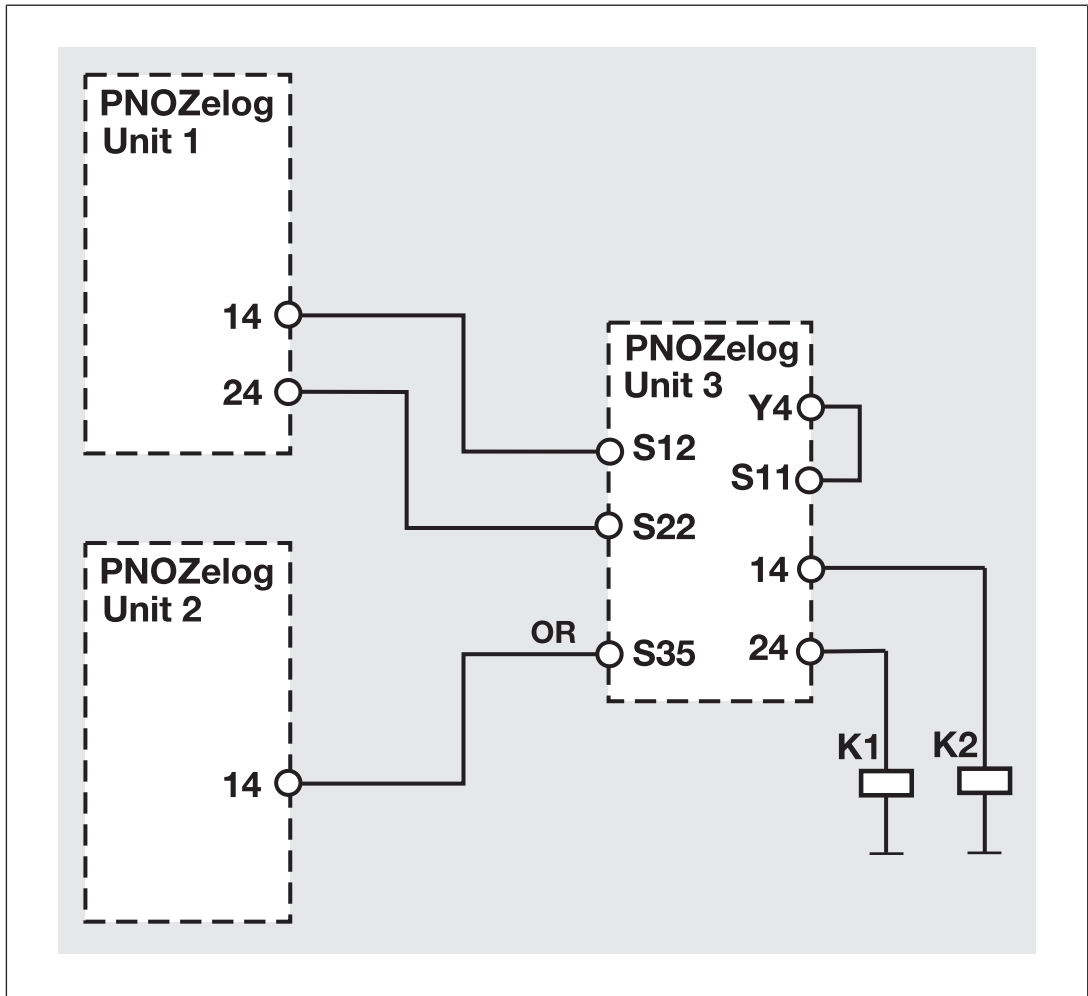 PNOZelog
Unit 1
14
24
PNOZelog
Unit 2
14
OR
PNOZelog
Unit 3
Y4
S12
S11
S22
14
S35
24
K1
K2